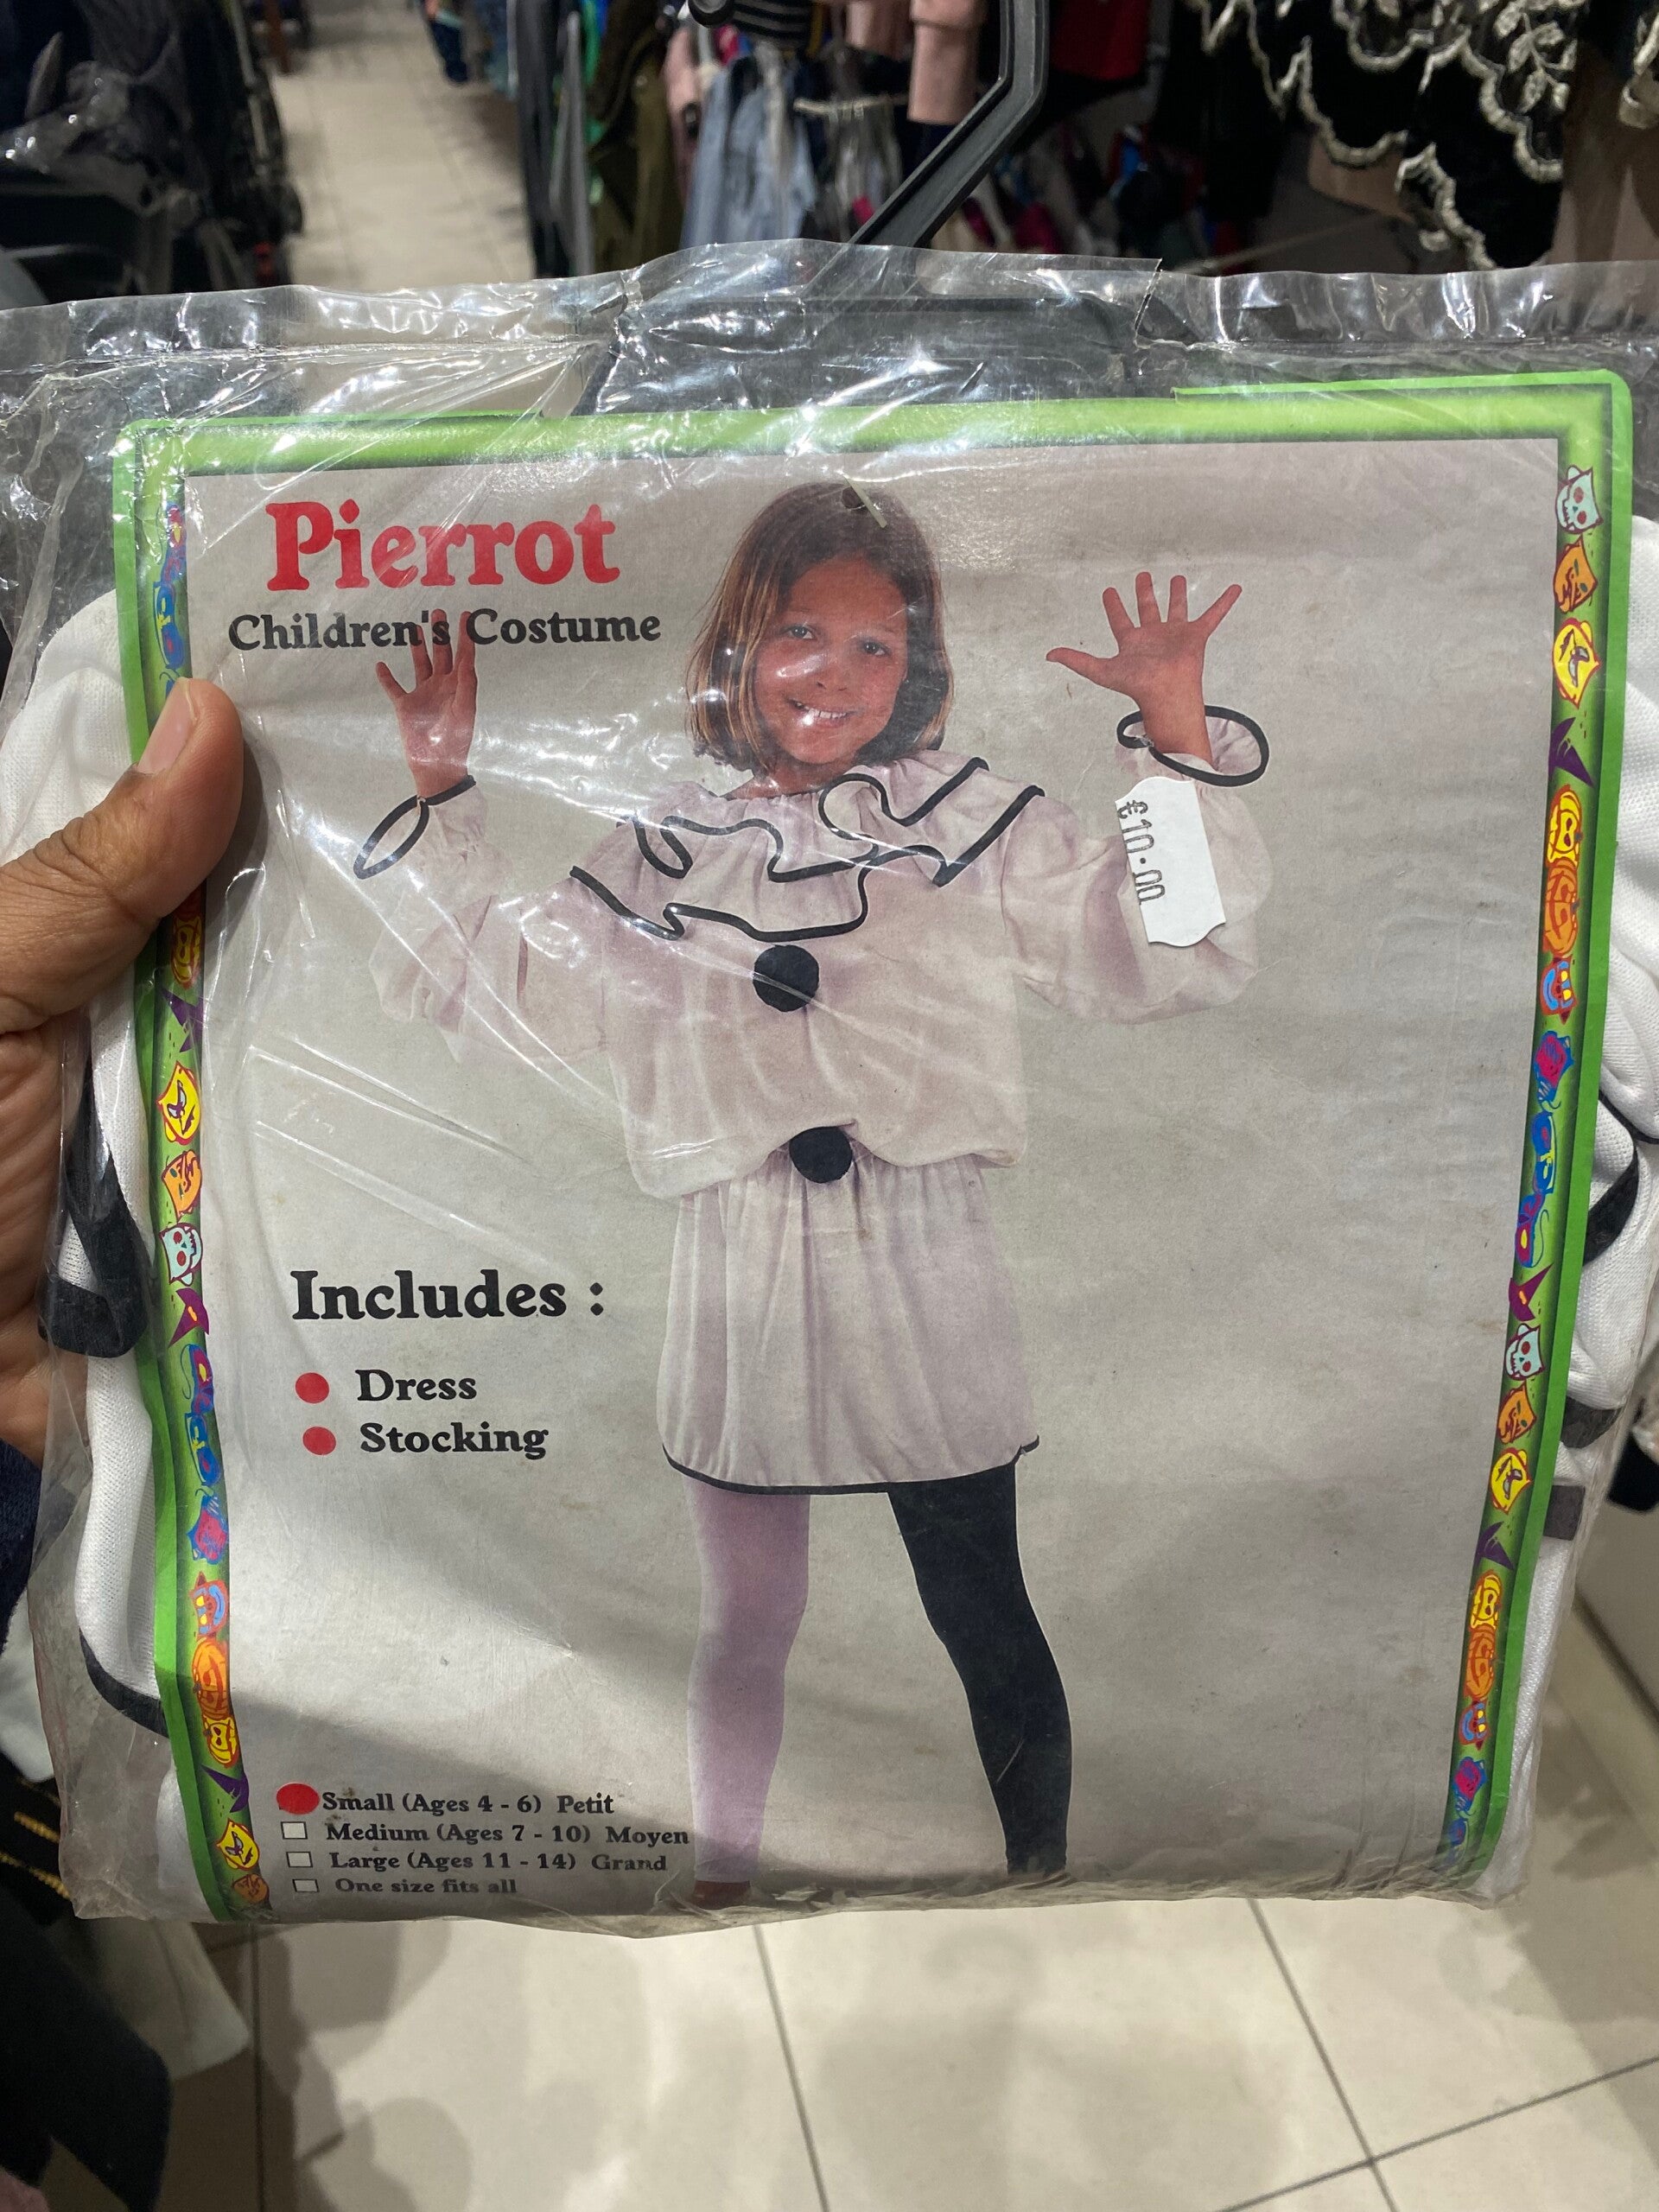 Pierrot
Children's Costume
€10.00
Includes :
Dress
Stocking
Small (Ages 4 - 6) Petit
Medium (Ages 7 - 10) Moyen
Large (Ages 11 - 14) Grand
One size fits all